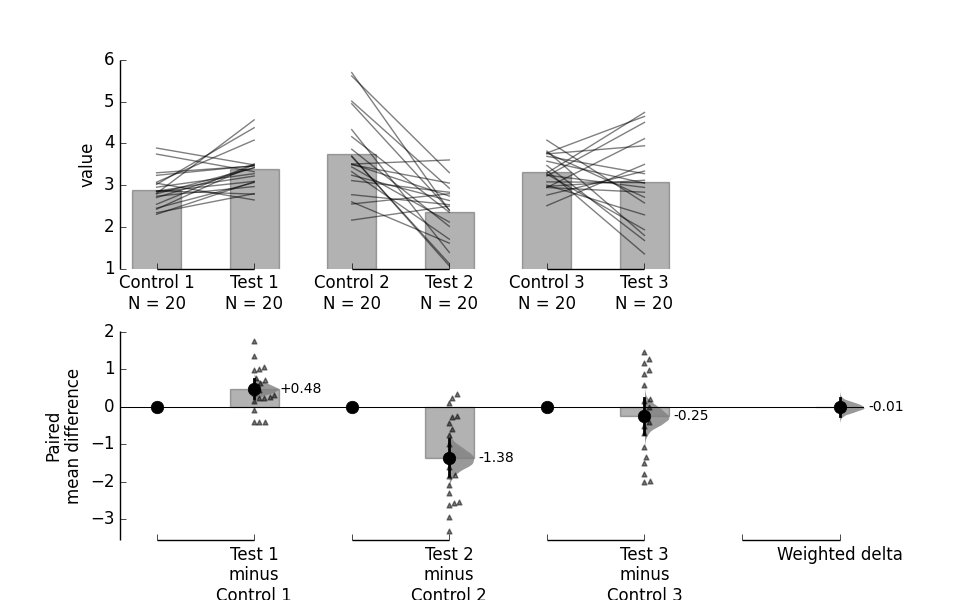 6
5
4
3
2
1
value
Control 1
N = 20
Test 1
N = 20
Control 2
N = 20
Test 2
N = 20
Control 3
N = 20
Test 3
N = 20
2
1
0
−1
−2
−3
Paired
mean difference
+0.48
-1.38
-0.25
-0.01
Test 1
minus
Control 1
Test 2
minus
Control 2
Test 3
minus
Control 3
Weighted delta